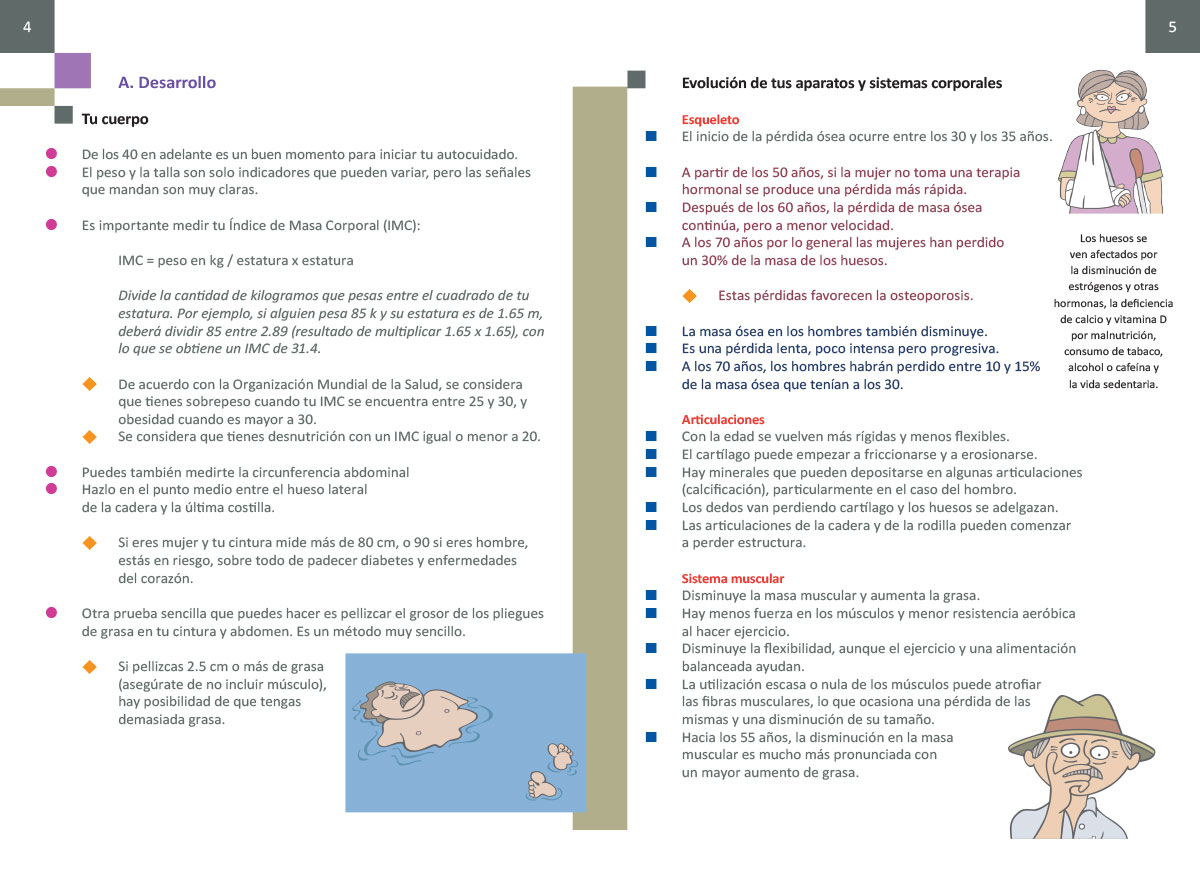 4
A. Desarrollo
Tu cuerpo
De los 40 en adelante es un buen momento para iniciar tu autocuidado.
El peso y la talla son solo indicadores que pueden variar, pero las señales
que mandan son muy claras.
Es importante medir tu Índice de Masa Corporal (IMC):
IMC = peso en kg / estatura x estatura
Divide la cantidad de kilogramos que pesas entre el cuadrado de tu
estatura. Por ejemplo, si alguien pesa 85 k y su estatura es de 1.65 m,
deberá dividir 85 entre 2.89 (resultado de multiplicar 1.65 x 1.65), con
lo que se obtiene un IMC de 31.4.
De acuerdo con la Organización Mundial de la Salud, se considera
que tienes sobrepeso cuando tu IMC se encuentra entre 25 y 30, y
obesidad cuando es mayor a 30.
Se considera que tienes desnutrición con un IMC igual o menor a 20.
Puedes también medirte la circunferencia abdominal
Hazlo en el punto medio entre el hueso lateral
de la cadera y la última costilla.
Si eres mujer y tu cintura mide más de 80 cm, o 90 si eres hombre,
estás en riesgo, sobre todo de padecer diabetes y enfermedades
del corazón.
Otra prueba sencilla que puedes hacer es pellizcar el grosor de los pliegues
de grasa en tu cintura y abdomen. Es un método muy sencillo.
Si pellizcas 2.5 cm o más de grasa
(asegúrate de no incluir músculo),
hay posibilidad de que tengas
demasiada grasa.
5
Evolución de tus aparatos y sistemas corporales
Esqueleto
El inicio de la pérdida ósea ocurre entre los 30 y los 35 años.
A partir de los 50 años, si la mujer no toma una terapia
hormonal se produce una pérdida más rápida.
Después de los 60 años, la pérdida de masa ósea
continúa, pero a menor velocidad.
A los 70 años por lo general las mujeres han perdido
un 30% de la masa de los huesos.
Estas pérdidas favorecen la osteoporosis.
La masa ósea en los hombres también disminuye.
Es una pérdida lenta, poco intensa pero progresiva.
A los 70 años, los hombres habrán perdido entre 10 y 15%
de la masa ósea que tenían a los 30.
Los huesos se
ven afectados por
la disminución de
estrógenos y otras
hormonas, la deficiencia
de calcio y vitamina D
por malnutrición,
consumo de tabaco,
alcohol o cafeína y
la vida sedentaria.
Articulaciones
Con la edad se vuelven más rígidas y menos flexibles.
El cartílago puede empezar a friccionarse y a erosionarse.
Hay minerales que pueden depositarse en algunas articulaciones
(calcificación), particularmente en el caso del hombro.
Los dedos van perdiendo cartílago y los huesos se adelgazan.
Las articulaciones de la cadera y de la rodilla pueden comenzar
a perder estructura.
Sistema muscular
Disminuye la masa muscular y aumenta la grasa.
Hay menos fuerza en los músculos y menor resistencia aeróbica
al hacer ejercicio.
Disminuye la flexibilidad, aunque el ejercicio y una alimentación
balanceada ayudan.
La utilización escasa o nula de los músculos puede atrofiar
las fibras musculares, lo que ocasiona una pérdida de las
mismas y una disminución de su tamaño.
Hacia los 55 años, la disminución en la masa
muscular es mucho más pronunciada con
un mayor aumento de grasa.